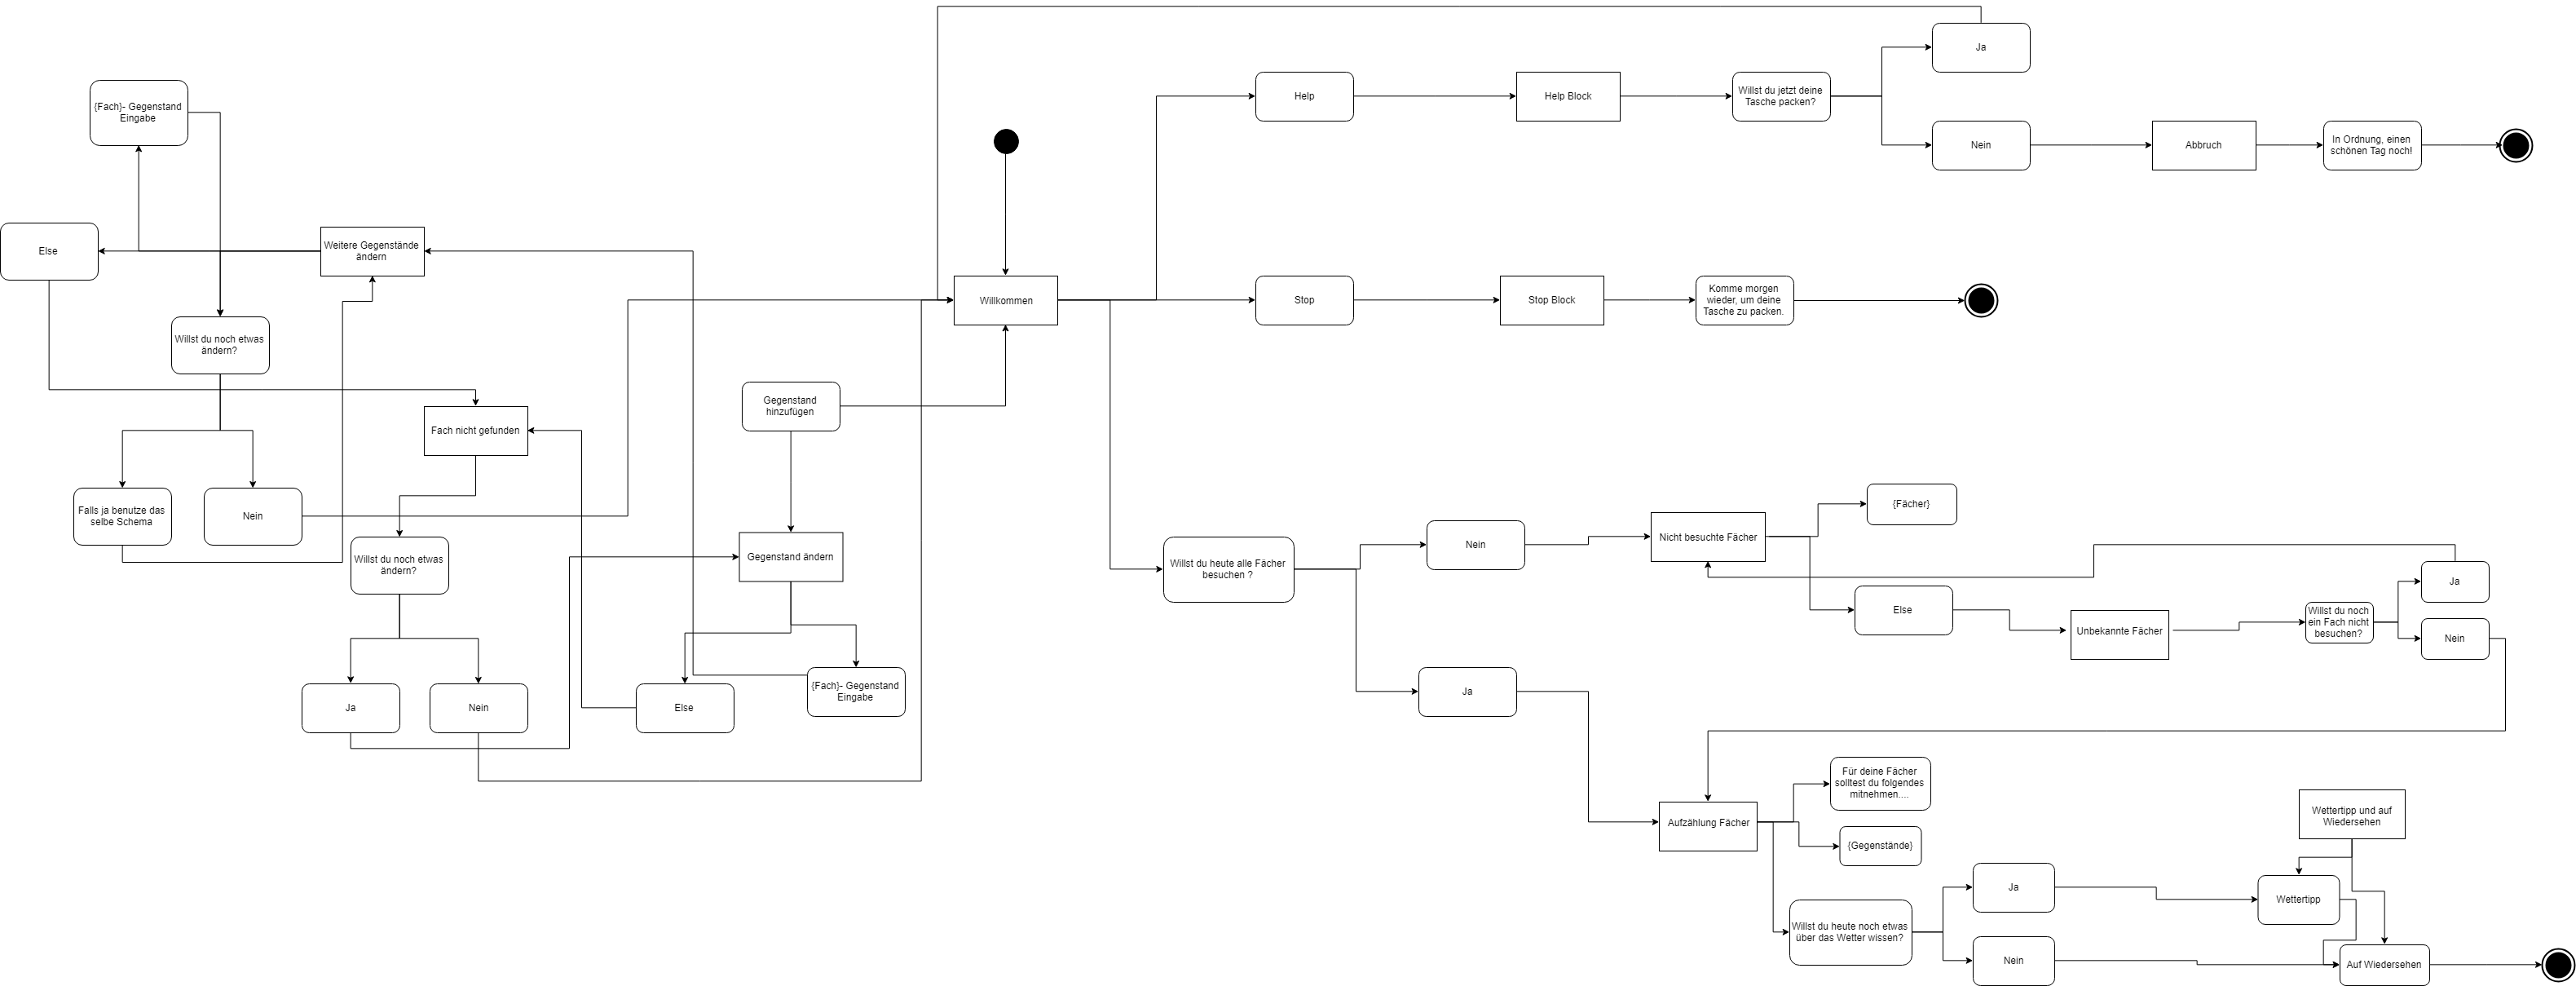 Ja
Help
Help Block
Willst du jetzt deine
Tasche packen?
{Fach}- Gegenstand
Eingabe
Nein
Abbruch
In Ordnung, einen
schönen Tag noch!
Else
Weitere Gegenstände
ändern
Willkommen
Stop
Stop Block
Komme morgen
wieder, um deine
Tasche zu packen.
Willst du noch etwas
ändern?
Gegenstand
hinzufügen
Fach nicht gefunden
Falls ja benutze das
selbe Schema
Nein
Willst du noch etwas
ändern?
Gegenstand ändern
Ja
Nein
Else
{Fach}- Gegenstand
Eingabe
Willst du heute alle Fächer
besuchen ?
Nein
Nicht besuchte Fächer
{Fächer}
Else
Unbekannte Fächer
Willst du noch
ein Fach nicht
besuchen?
Ja
Nein
Ja
Aufzählung Fächer
Für deine Fächer
solltest du folgendes
mitnehmen....
{Gegenstände}
Willst du heute noch etwas
über das Wetter wissen?
Ja
Nein
Wettertipp und auf
Wiedersehen
Wettertipp
Auf Wiedersehen